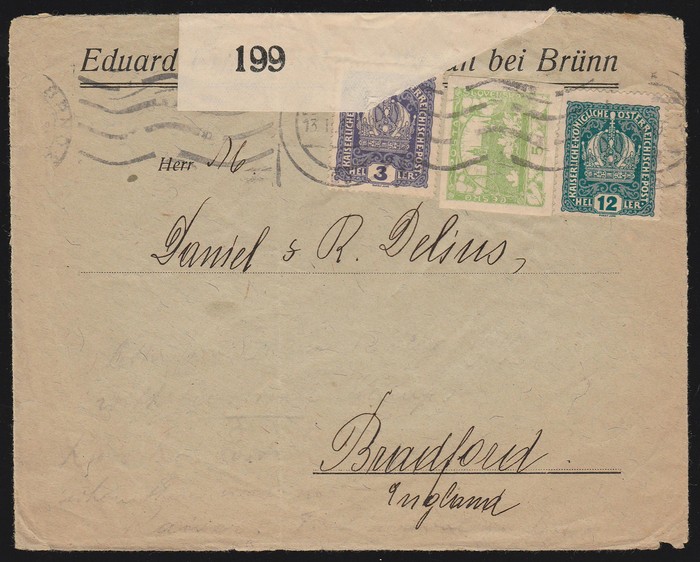 Eduard bei Brünn
199
KAISERLICHE KÖNIGLICHE ÖSTERREICHISCHE POST
3
HELLER
KAISERLICHE KÖNIGLICHE ÖSTERREICHISCHE POST
12
HELLER
Herr M.
Daniel & R. Delius,
Bradford
England